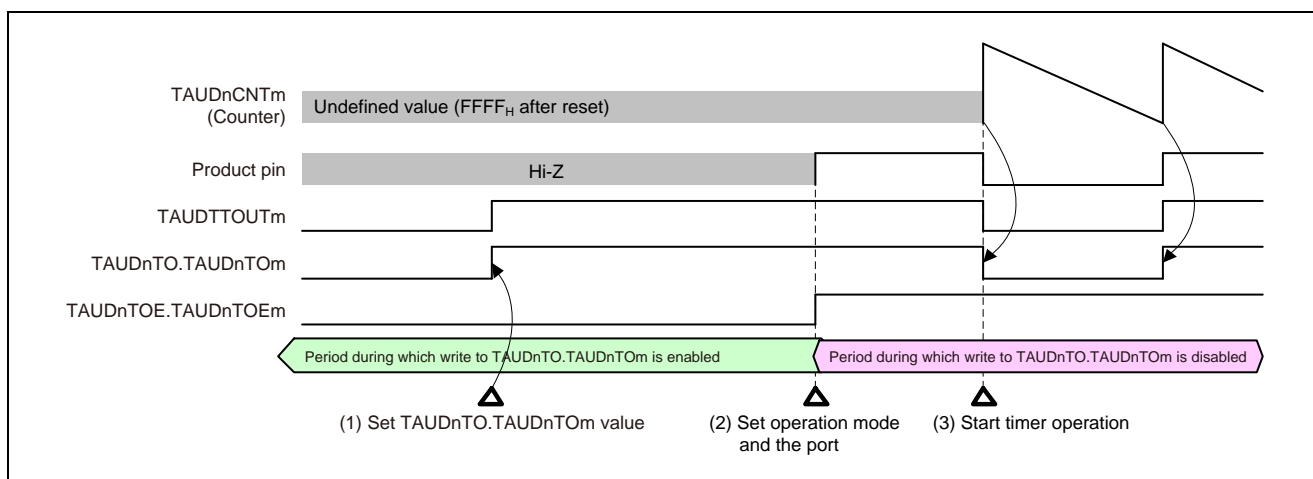 TAUDnCNTm
(Counter)
Undefined value (FFFFH after reset)
Product pin
Hi-Z
TAUDTTOUTm
TAUDnTO.TAUDnTOm
TAUDnTOE.TAUDnTOEm
Period during which write to TAUDnTO.TAUDnTOm is enabled
Period during which write to TAUDnTO.TAUDnTOm is disabled
(1) Set TAUDnTO.TAUDnTOm value
(2) Set operation mode
and the port
(3) Start timer operation